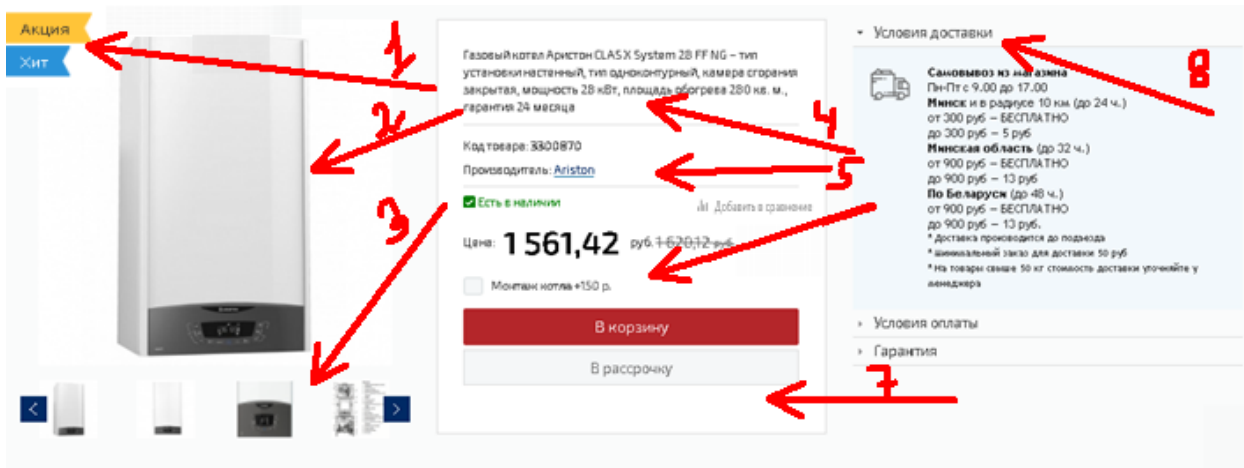 Акция
Хит
1
2
3
Газовый котел Аристон CLAS X System 28 FF NG – тип
установки настенный, тип одноконтурный, камера сгорания
закрытая, мощность 28 кВт, площадь обогрева 280 кв. м.,
гарантия 24 месяца
4
Код товара: 3300870
Производитель: Ariston
5
Есть в наличии
Добавить в сравнение
Цена: 1 561,42 руб. 1 620,12 руб.
Монтаж котла +150 р.
В корзину
В рассрочку
7
Условия доставки
8
Самовывоз из магазина
Пн-Пт с 9.00 до 17.00
Минск и в радиусе 10 км (до 24 ч.)
от 300 руб – БЕСПЛАТНО
до 300 руб – 5 руб
Минская область (до 32 ч.)
от 900 руб – БЕСПЛАТНО
до 900 руб – 13 руб
По Беларуси (до 48 ч.)
от 900 руб – БЕСПЛАТНО
до 900 руб – 13 руб.
* Доставка производится до подъезда
* минимальный заказ для доставки 50 руб
* На товары свыше 50 кг стоимость доставки уточняйте у
менеджера
Условия оплаты
Гарантия